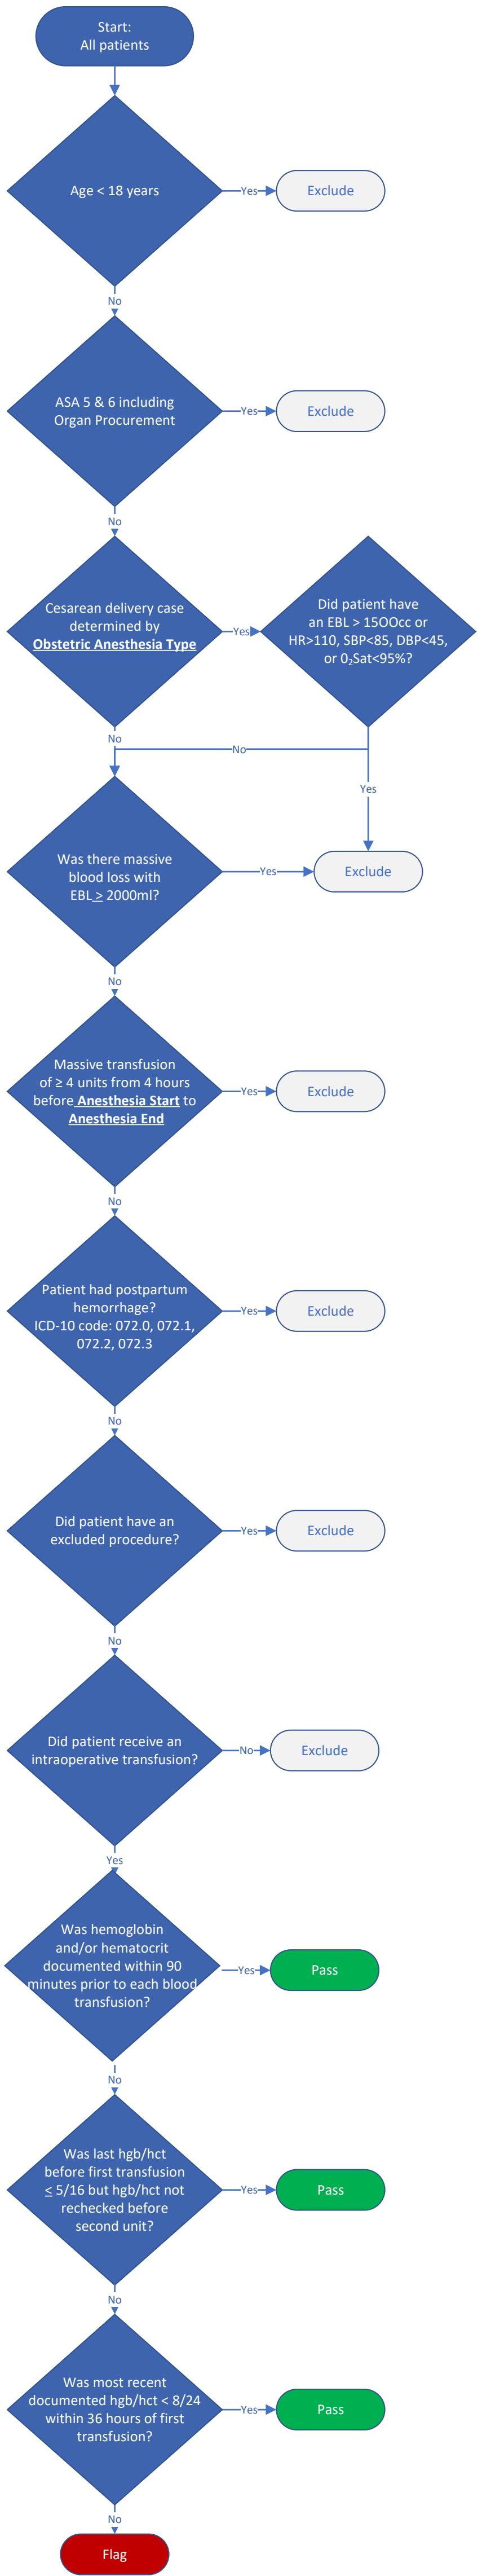 Start:
All patients
Age < 18 years
Yes
Exclude
No
ASA 5 & 6 including
Organ Procurement
Yes
Exclude
No
Cesarean delivery case
determined by
Obstetric Anesthesia Type
Yes
Did patient have
an EBL > 15OOcc or
HR>110, SBP<85, DBP<45,
or 0₂Sat<95%?
No
No
Yes
Was there massive
blood loss with
EBL > 2000ml?
Yes
Exclude
No
Massive transfusion
of ≥ 4 units from 4 hours
before Anesthesia Start to
Anesthesia End
Yes
Exclude
No
Patient had postpartum
hemorrhage?
ICD-10 code: 072.0, 072.1,
072.2, 072.3
Yes
Exclude
No
Did patient have an
excluded procedure?
Yes
Exclude
No
Did patient receive an
intraoperative transfusion?
No
Exclude
Yes
Was hemoglobin
and/or hematocrit
documented within 90
minutes prior to each blood
transfusion?
Yes
Pass
No
Was last hgb/hct
before first transfusion
< 5/16 but hgb/hct not
rechecked before
second unit?
Yes
Pass
No
Was most recent
documented hgb/hct < 8/24
within 36 hours of first
transfusion?
Yes
Pass
No
Flag